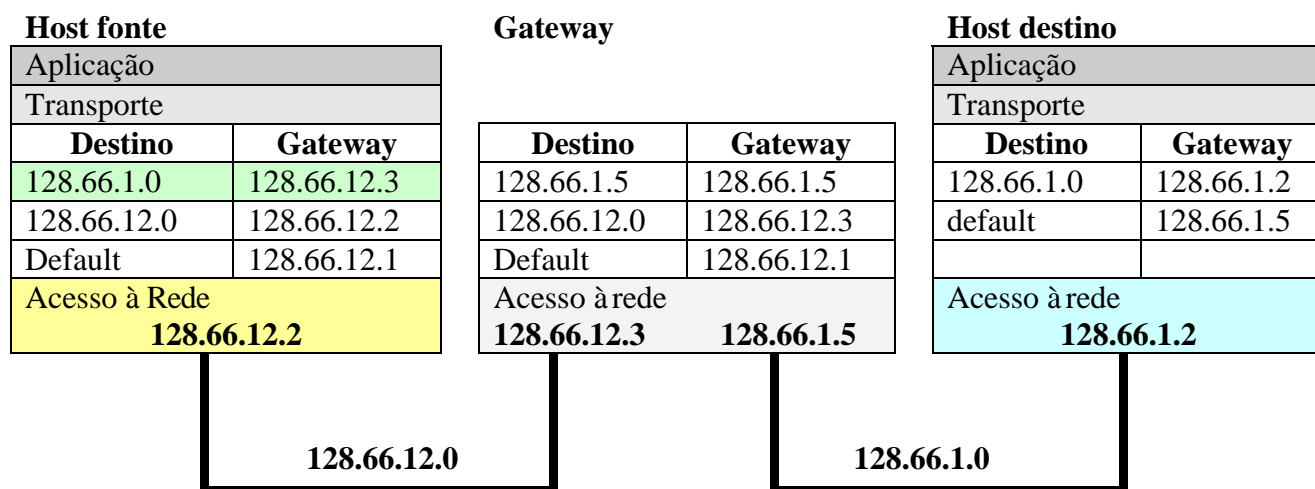 Host fonte Gateway Host destino
Aplicação Aplicação
Transporte Transporte
Destino Gateway Destino Gateway Destino Gateway
128.66.1.0 128.66.12.3 128.66.1.5 128.66.1.5 128.66.1.0 128.66.1.2
128.66.12.0 128.66.12.2 128.66.12.0 128.66.12.3 default 128.66.1.5
Default 128.66.12.1 Default 128.66.12.1
Acesso à Rede Acesso à rede Acesso à rede
128.66.12.2 128.66.12.3 128.66.1.5 128.66.1.2
128.66.12.0 128.66.1.0